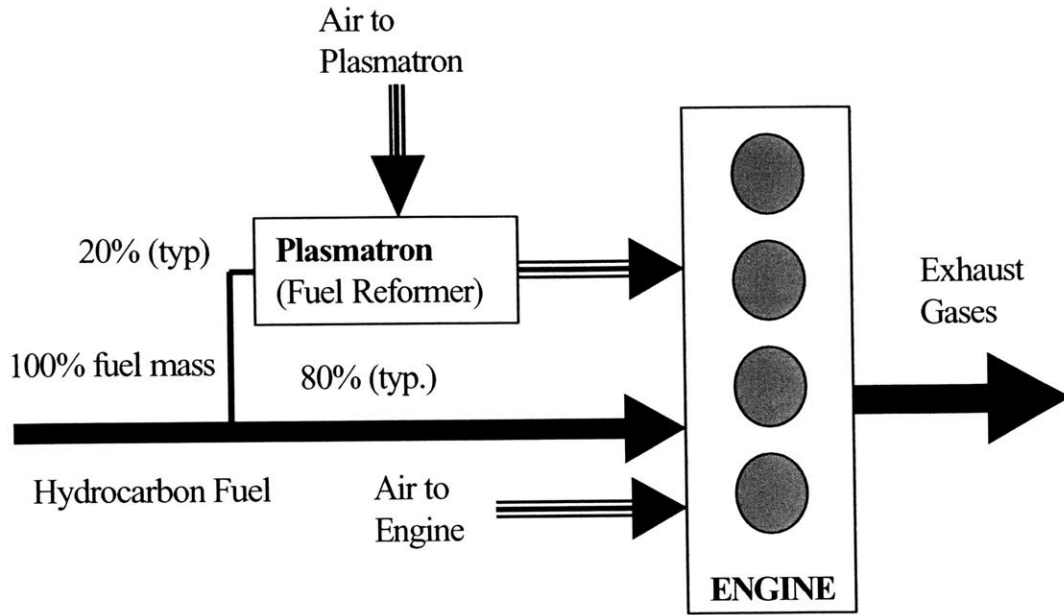 Air to
Plasmatron
20% (typ)
Plasmatron
(Fuel Reformer)
Exhaust
Gases
100% fuel mass
80% (typ.)
Hydrocarbon Fuel
Air to
Engine
ENGINE